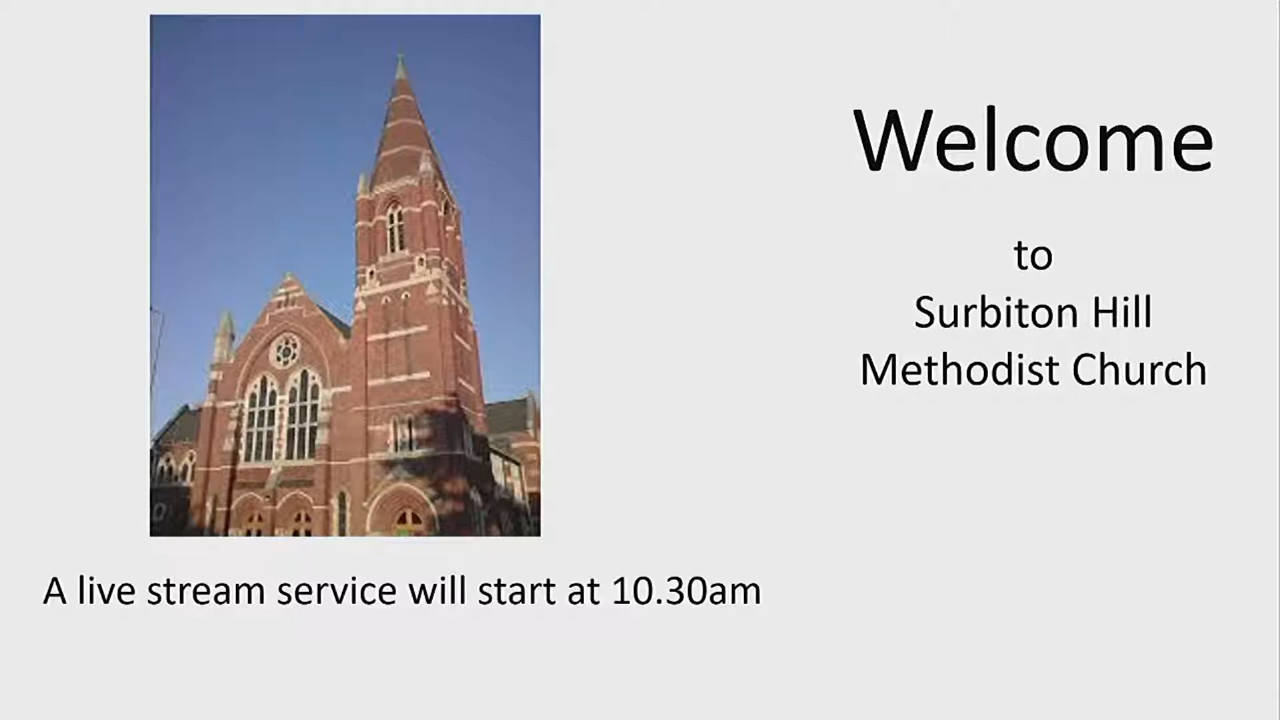 Welcome
to
Surbiton Hill
Methodist Church
A live stream service will start at 10.30am